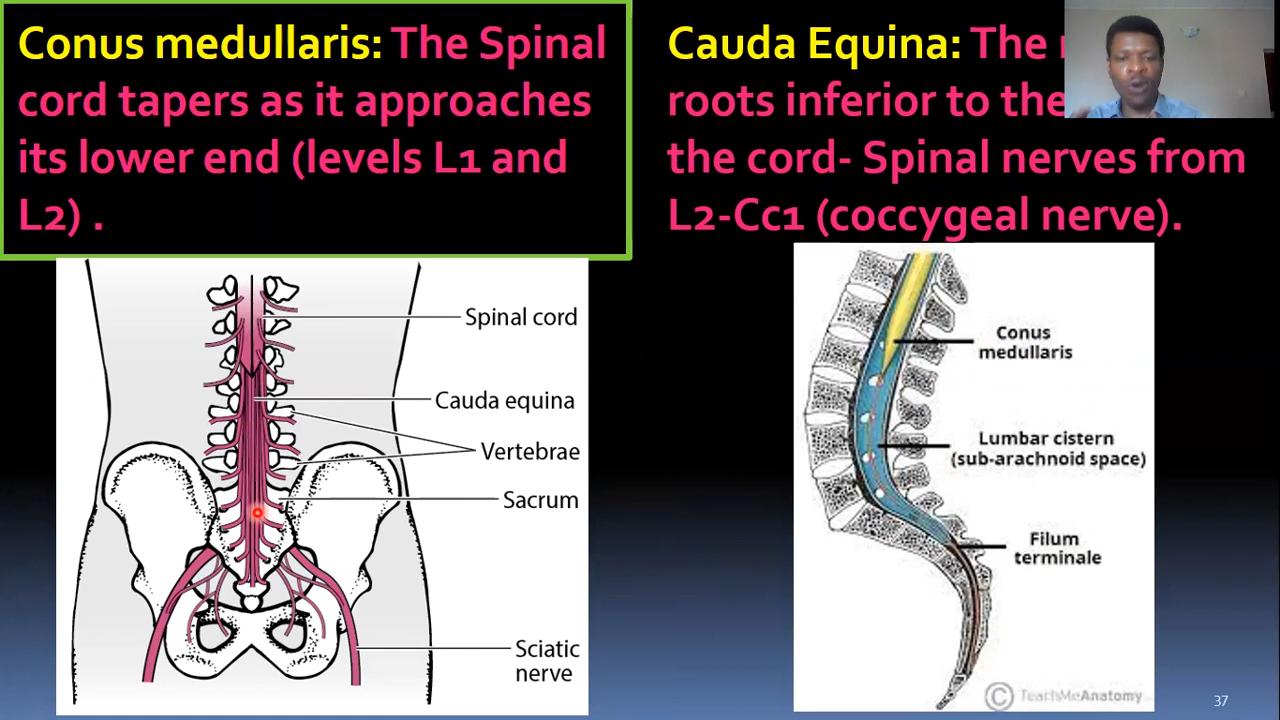 Conus medullaris: The Spinal
cord tapers as it approaches
its lower end (levels L1 and
L2) .
Cauda Equina: The
roots inferior to the
the cord- Spinal nerves from
L2-Cc1 (coccygeal nerve).
Spinal cord
Cauda equina
Vertebrae
Sacrum
Sciatic
nerve
Conus
medullaris
Lumbar cistern
(sub-arachnoid space)
Filum
terminale
© TeachMeAnatomy
37